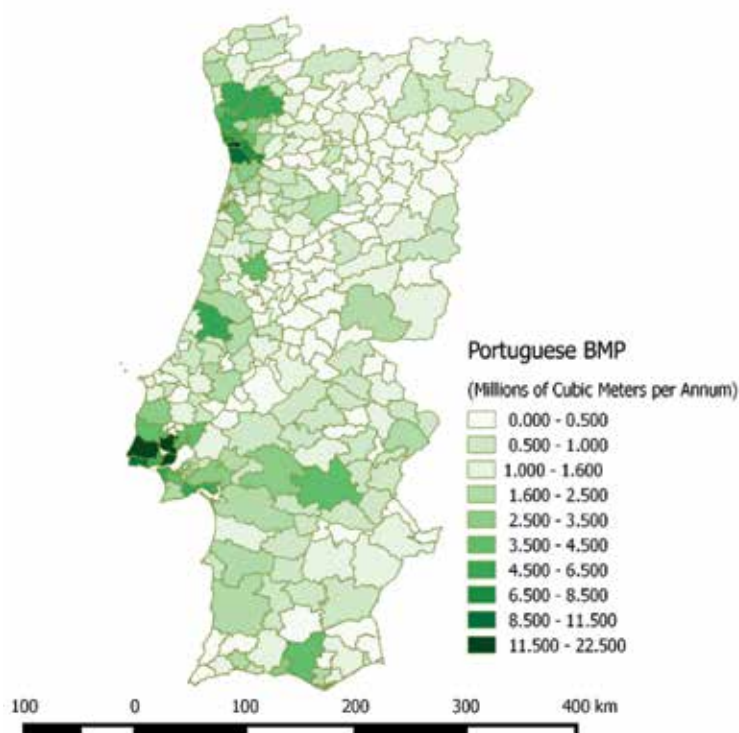 Portuguese BMP
(Millions of Cubic Meters per Annum)
0.000 - 0.500
0.500 - 1.000
1.000 - 1.600
1.600 - 2.500
2.500 - 3.500
3.500 - 4.500
4.500 - 6.500
6.500 - 8.500
8.500 - 11.500
11.500 - 22.500
100 0 100 200 300 400 km